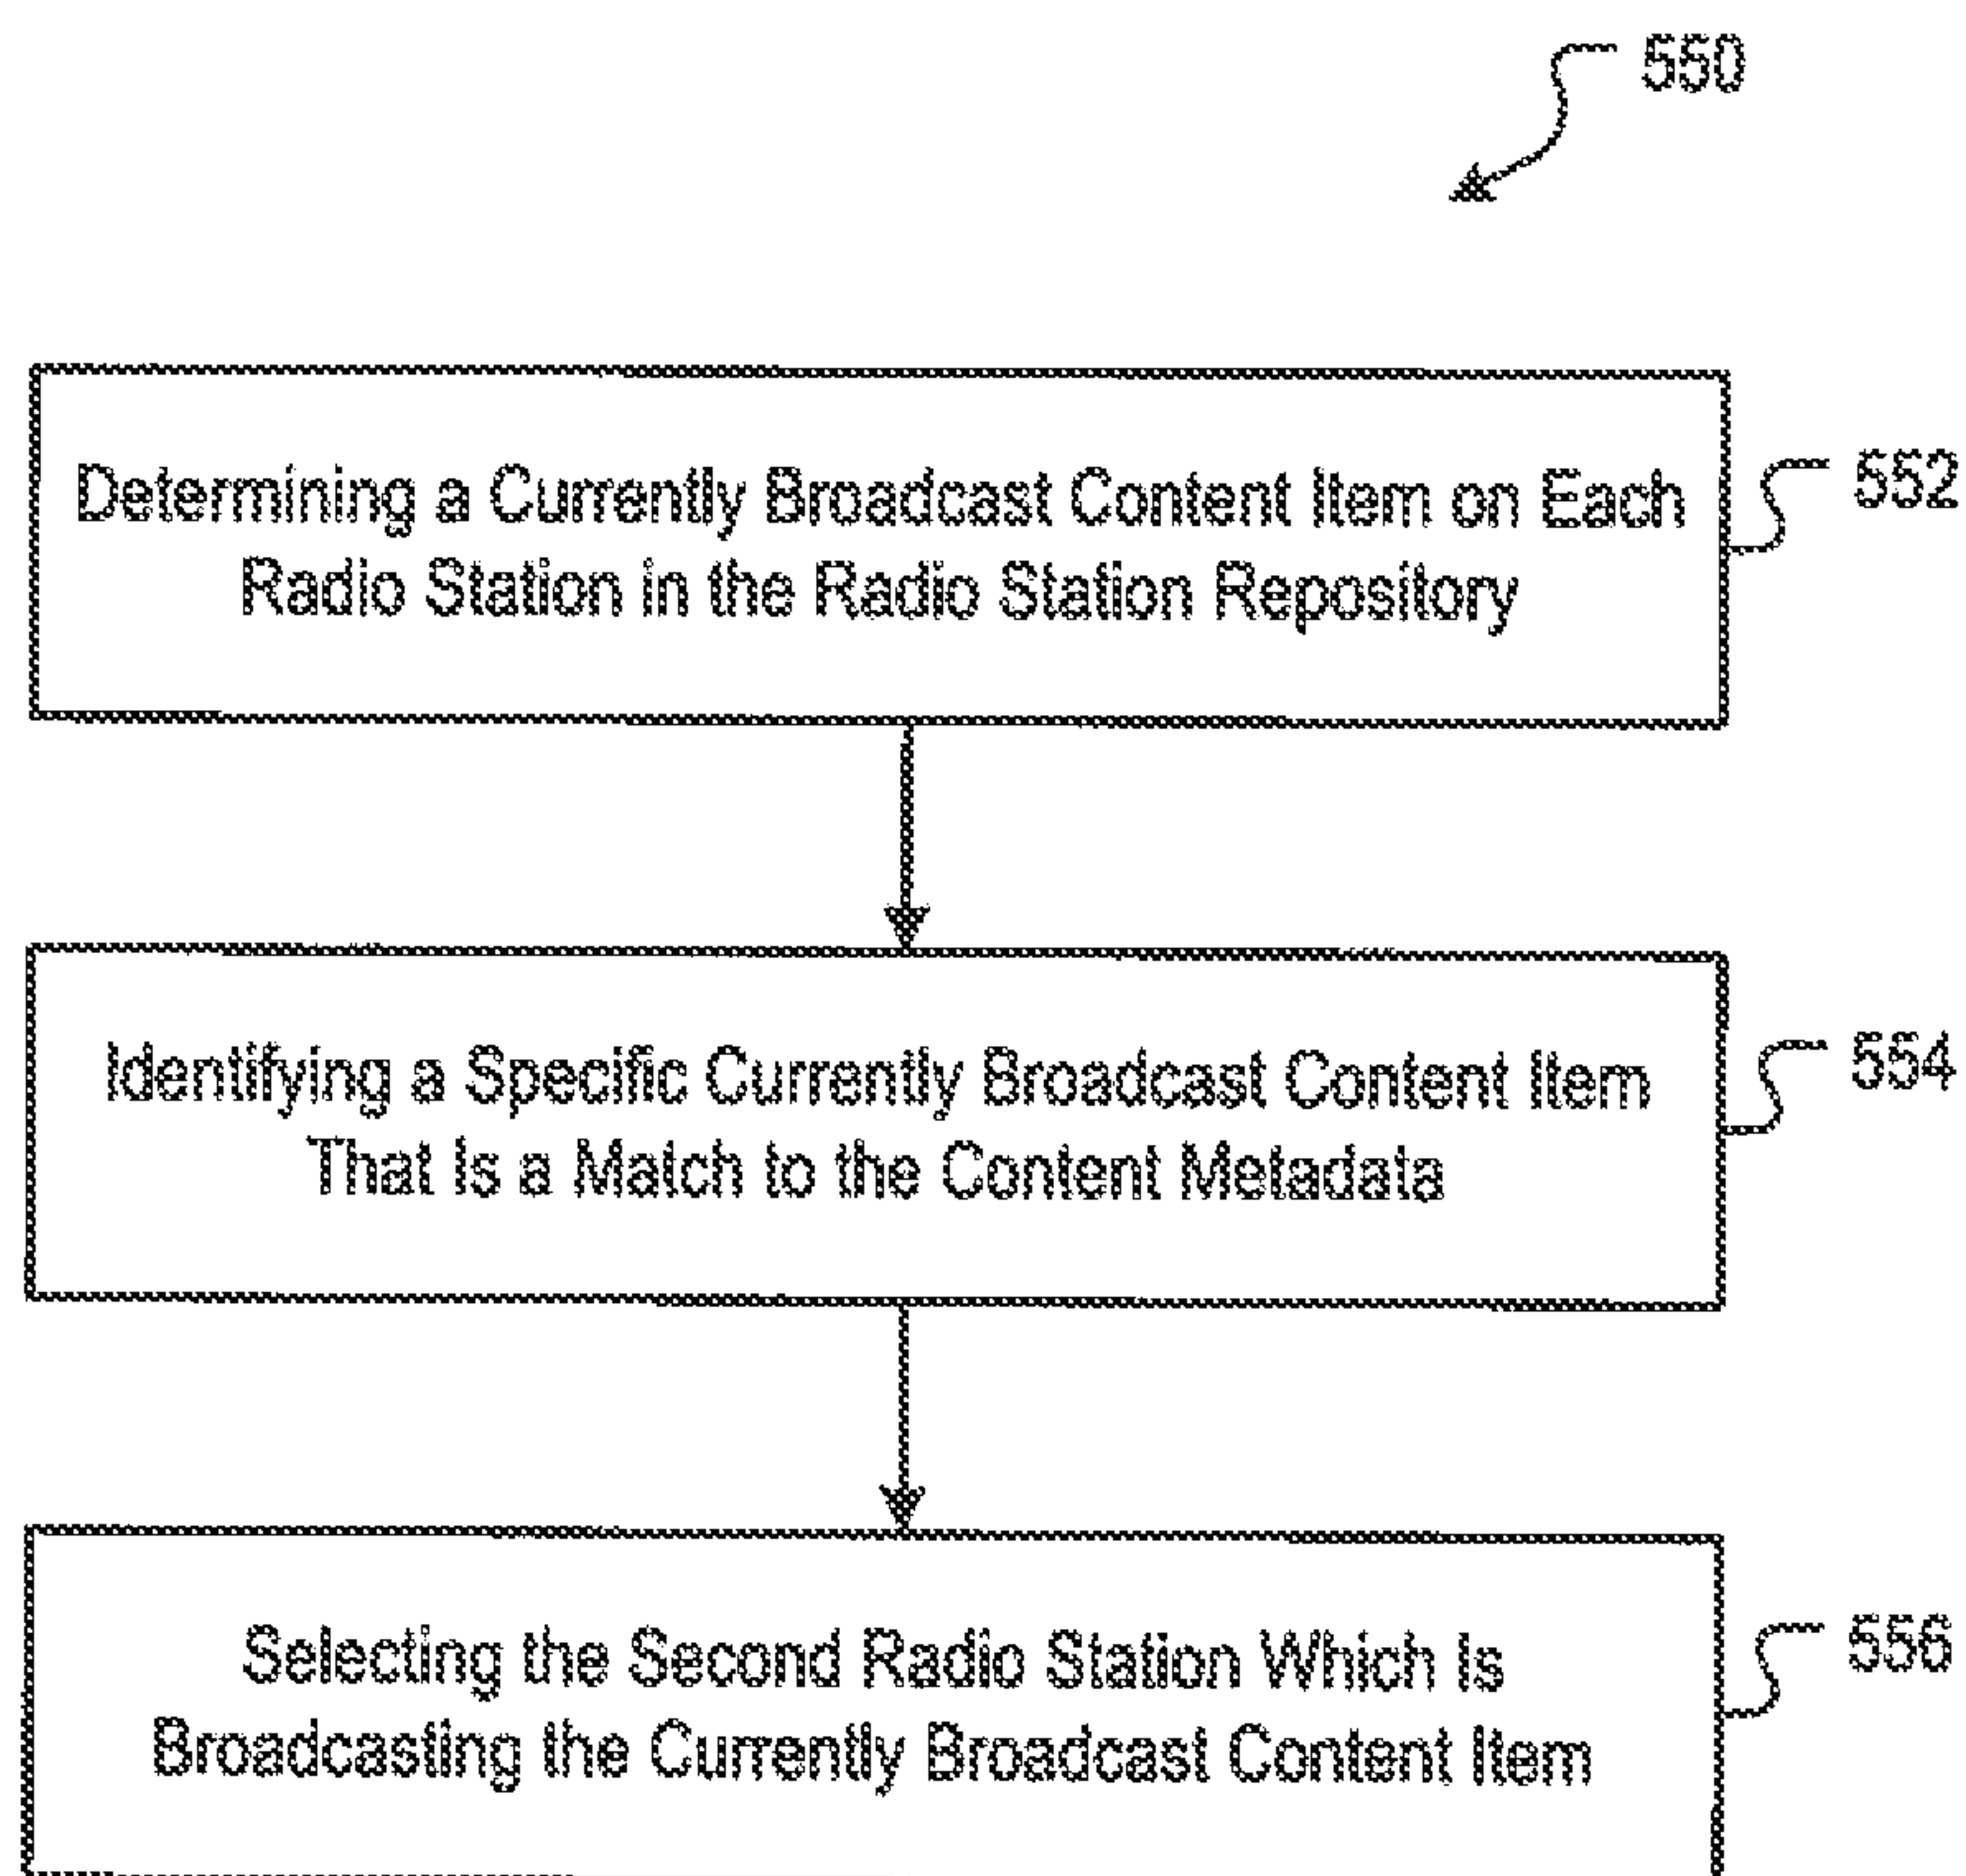 550
Determining a Currently Broadcast Content Item on Each
552
Radio Station in the Radio Station Repository
Identifying a Specific Currently Broadcast Content Item
554
That Is a Match to the Content Metadata
Selecting the Second Radio Station Which Is
556
Broadcasting the Currently Broadcast Content Item